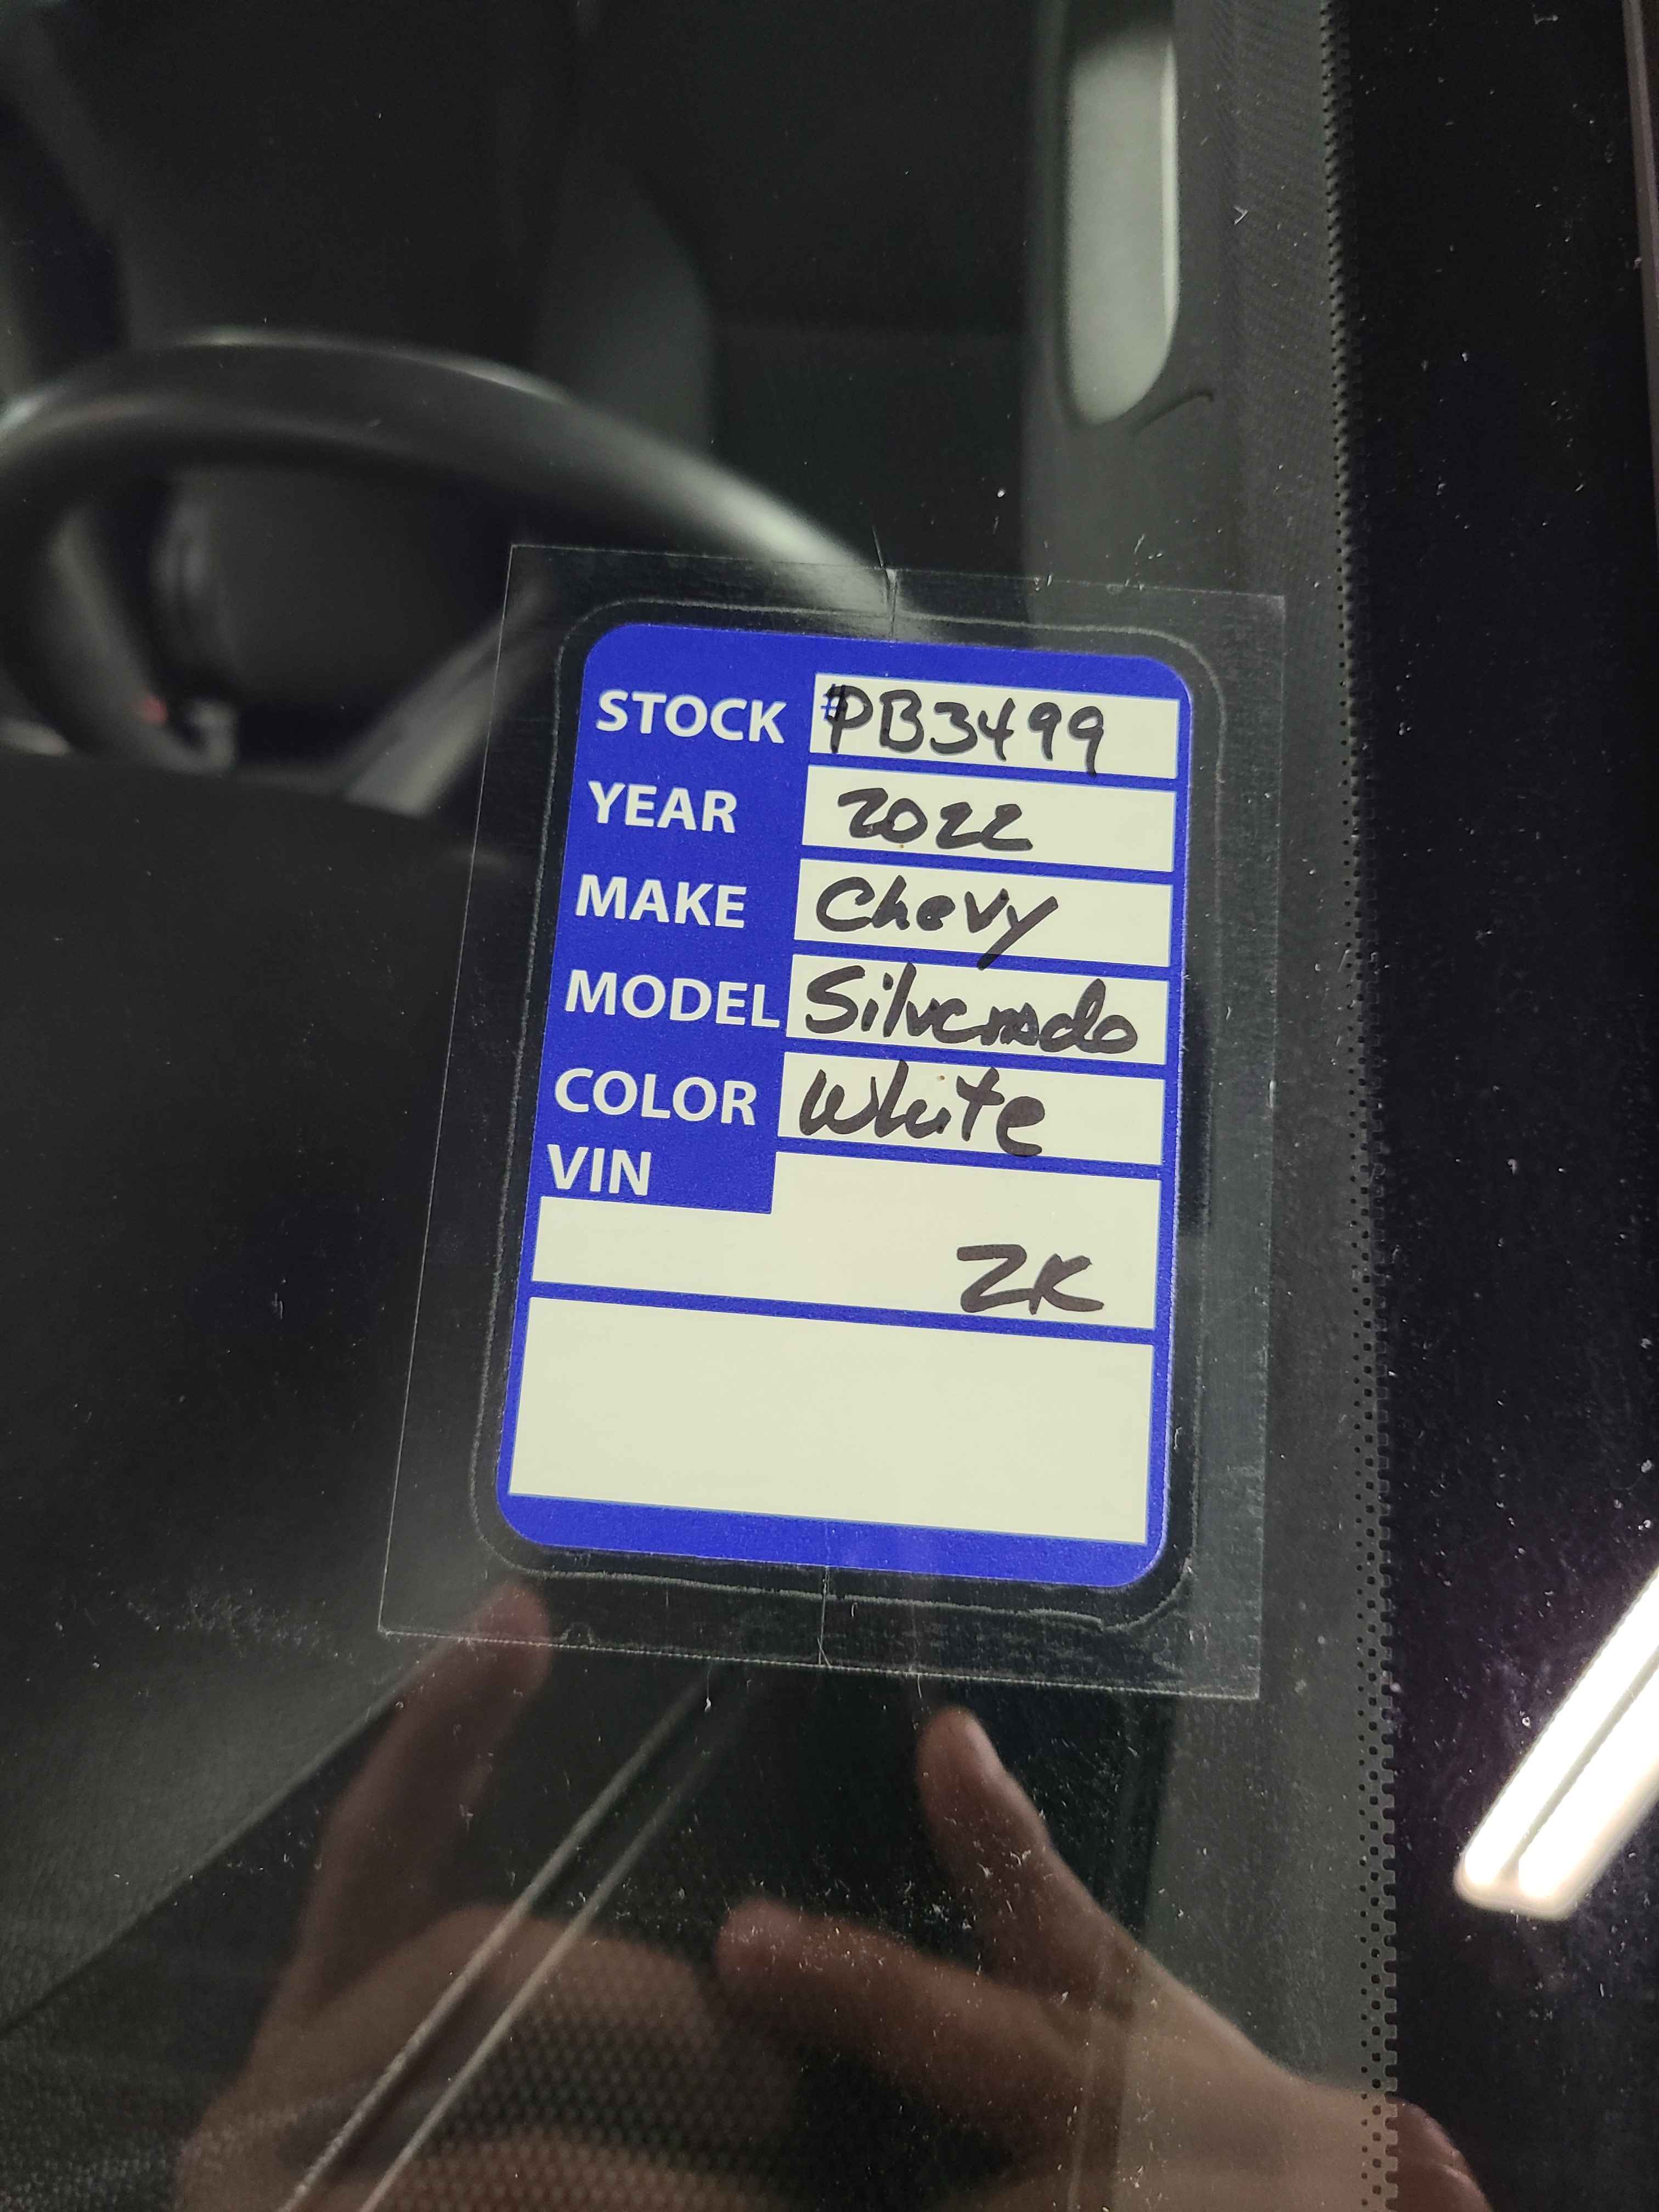 STOCK #PB3499
YEAR 2022
MAKE Chevy
MODEL Silverado
COLOR White
VIN
ZK